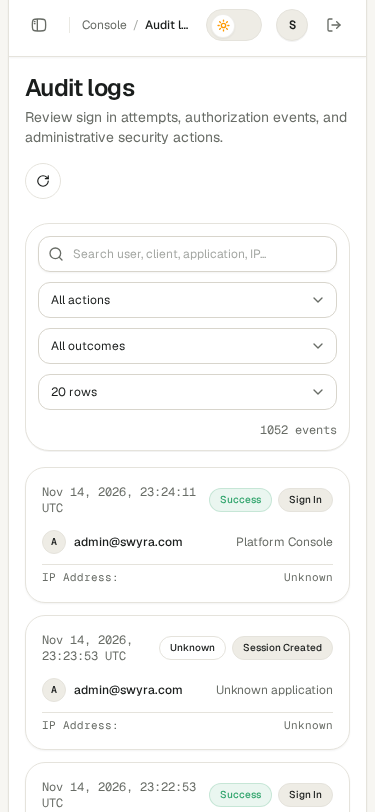 Console / Audit l...
S
Audit logs
Review sign in attempts, authorization events, and
administrative security actions.
Search user, client, application, IP...
All actions
All outcomes
20 rows
1052 events
Nov 14, 2026, 23:24:11
UTC
Success
Sign In
A
admin@swyra.com
Platform Console
IP Address:
Unknown
Nov 14, 2026,
23:23:53 UTC
Unknown
Session Created
A
admin@swyra.com
Unknown application
IP Address:
Unknown
Nov 14, 2026, 23:22:53
UTC
Success
Sign In